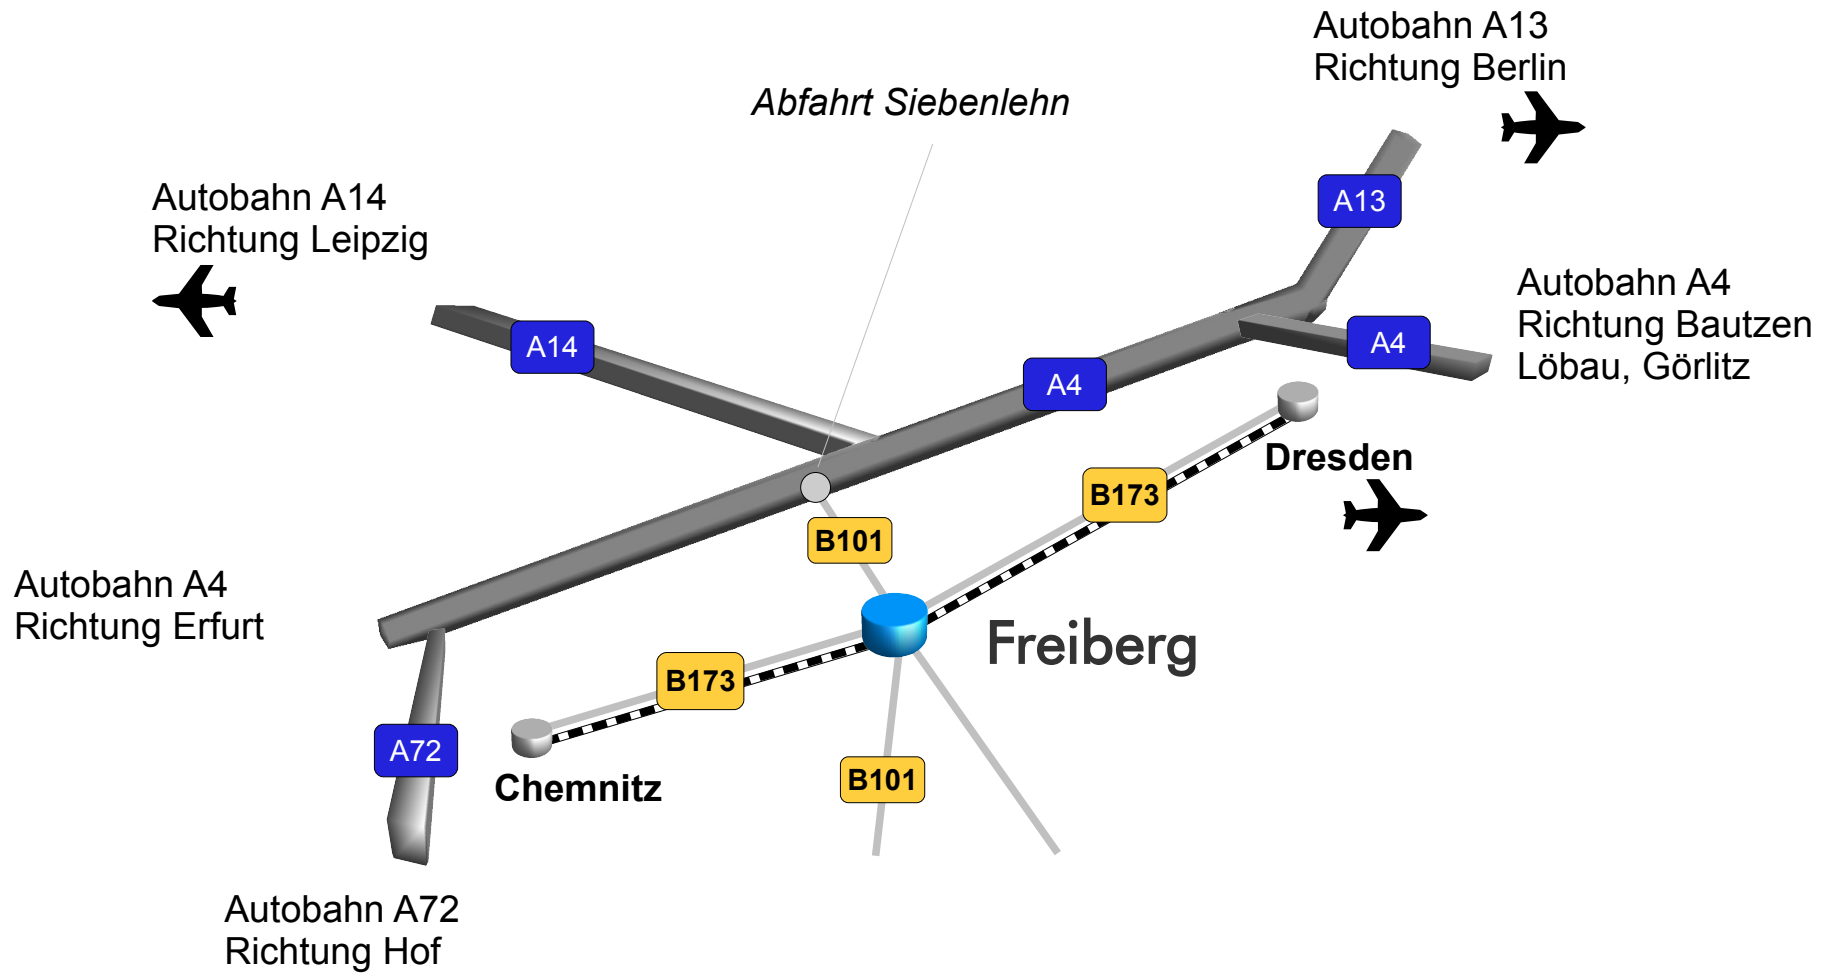 Autobahn A13
Richtung Berlin
Abfahrt Siebenlehn
Autobahn A14
Richtung Leipzig
A13
Autobahn A4
Richtung Bautzen
Löbau, Görlitz
A14
A4
A4
Dresden
B173
B101
Autobahn A4
Richtung Erfurt
Freiberg
B173
A72
Chemnitz
B101
Autobahn A72
Richtung Hof